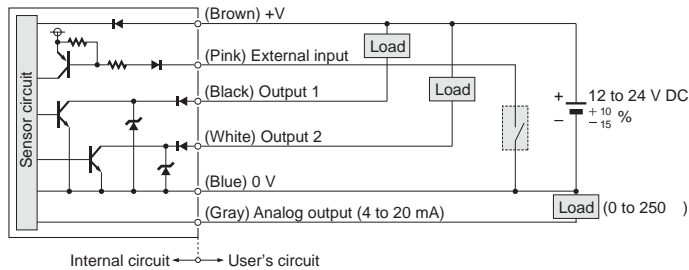 (Brown) +V
Load
(Pink) External input
(Black) Output 1
Load
Sensor circuit
+ 12 to 24 V DC
- + 10 - 15 %
(White) Output 2
(Blue) 0 V
(Gray) Analog output (4 to 20 mA)
Load (0 to 250 )
Internal circuit User's circuit